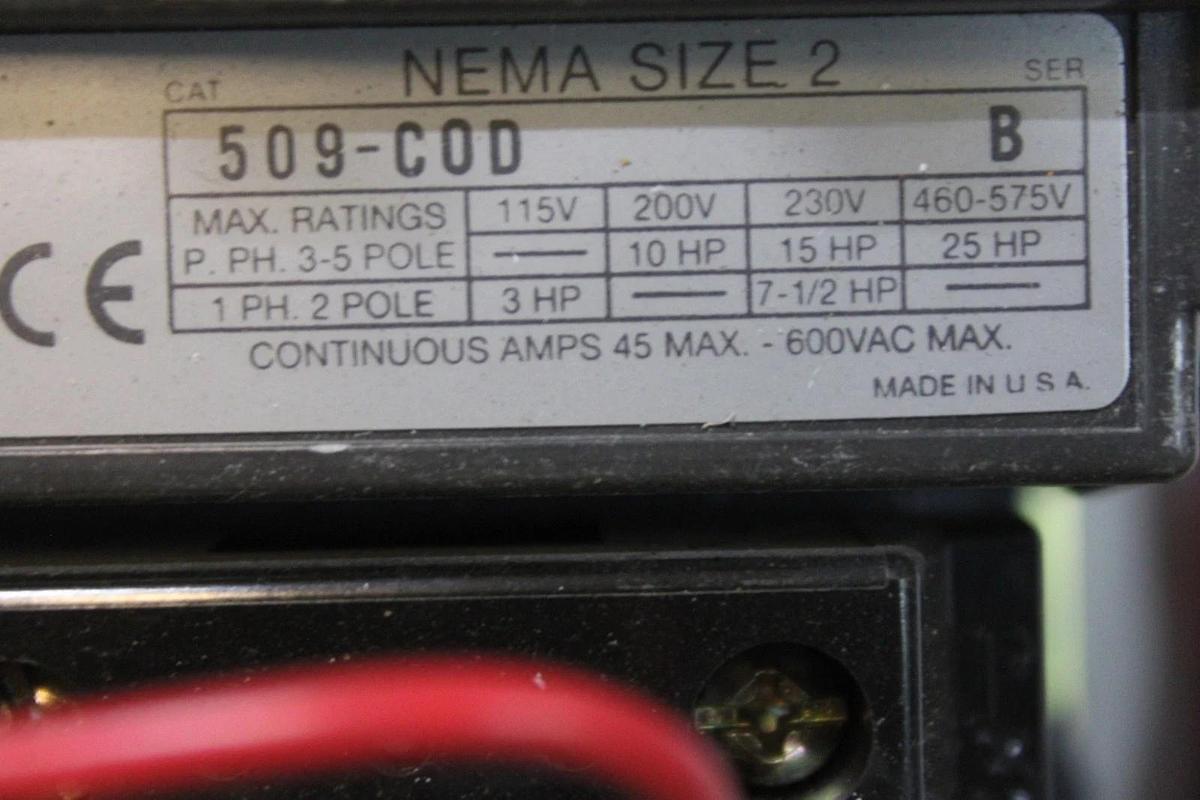 NEMA SIZE 2
CAT SER
509-COD B
MAX. RATINGS 115V 200V 230V 460-575V
P. PH. 3-5 POLE — 10 HP 15 HP 25 HP
1 PH. 2 POLE 3 HP — 7-1/2 HP —
CE
CONTINUOUS AMPS 45 MAX. - 600VAC MAX.
MADE IN U S A.